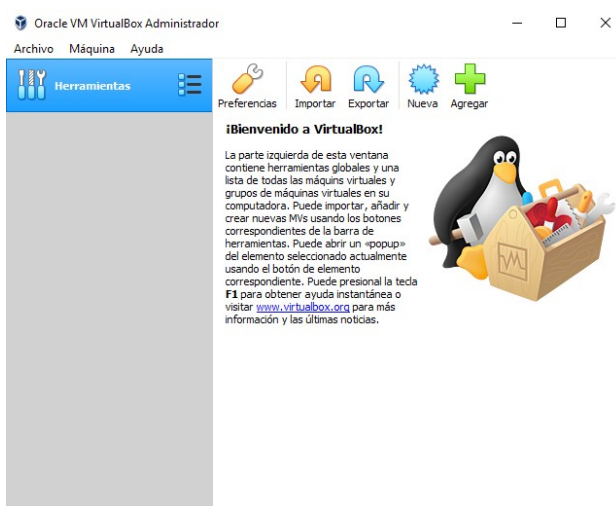 Oracle VM VirtualBox Administrador
Archivo Máquina Ayuda
Herramientas
Preferencias Importar Exportar Nueva Agregar
¡Bienvenido a VirtualBox!
La parte izquierda de esta ventana
contiene herramientas globales y una
lista de todas las máquins virtuales y
grupos de máquinas virtuales en su
computadora. Puede importar, añadir y
crear nuevas MVs usando los botones
correspondientes de la barra de
herramientas. Puede abrir un «popup»
del elemento seleccionado actualmente
usando el botón de elemento
correspondiente. Puede presional la tecla
F1 para obtener ayuda instantánea o
visitar www.virtualbox.org para más
información y las últimas noticias.